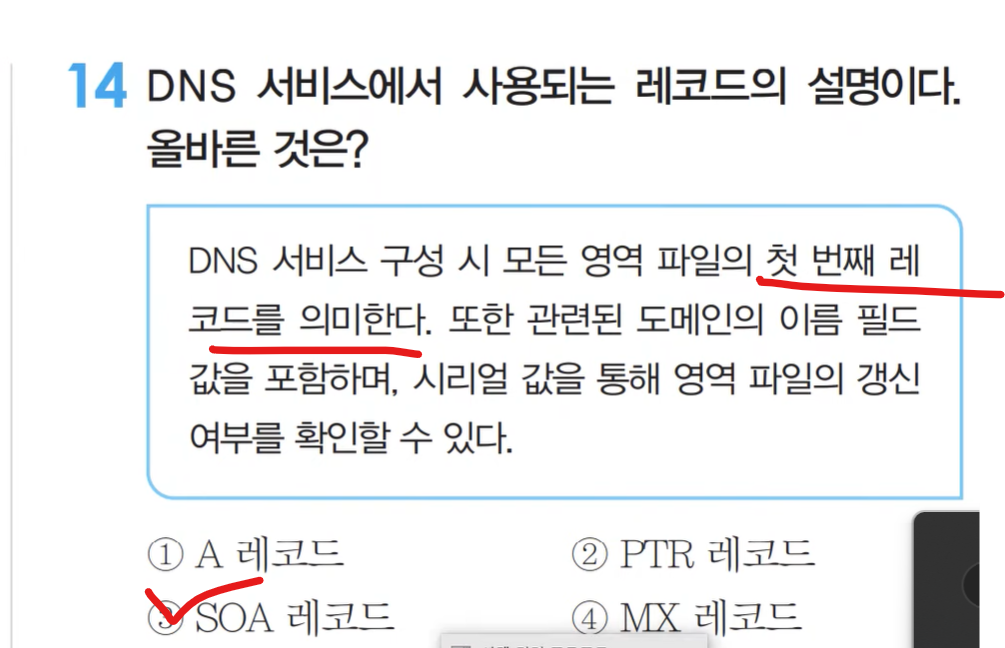 14 DNS 서비스에서 사용되는 레코드의 설명이다.
올바른 것은?
DNS 서비스 구성 시 모든 영역 파일의 첫 번째 레
코드를 의미한다. 또한 관련된 도메인의 이름 필드
값을 포함하며, 시리얼 값을 통해 영역 파일의 갱신
여부를 확인할 수 있다.
① A 레코드 ② PTR 레코드
③ SOA 레코드 ④ MX 레코드